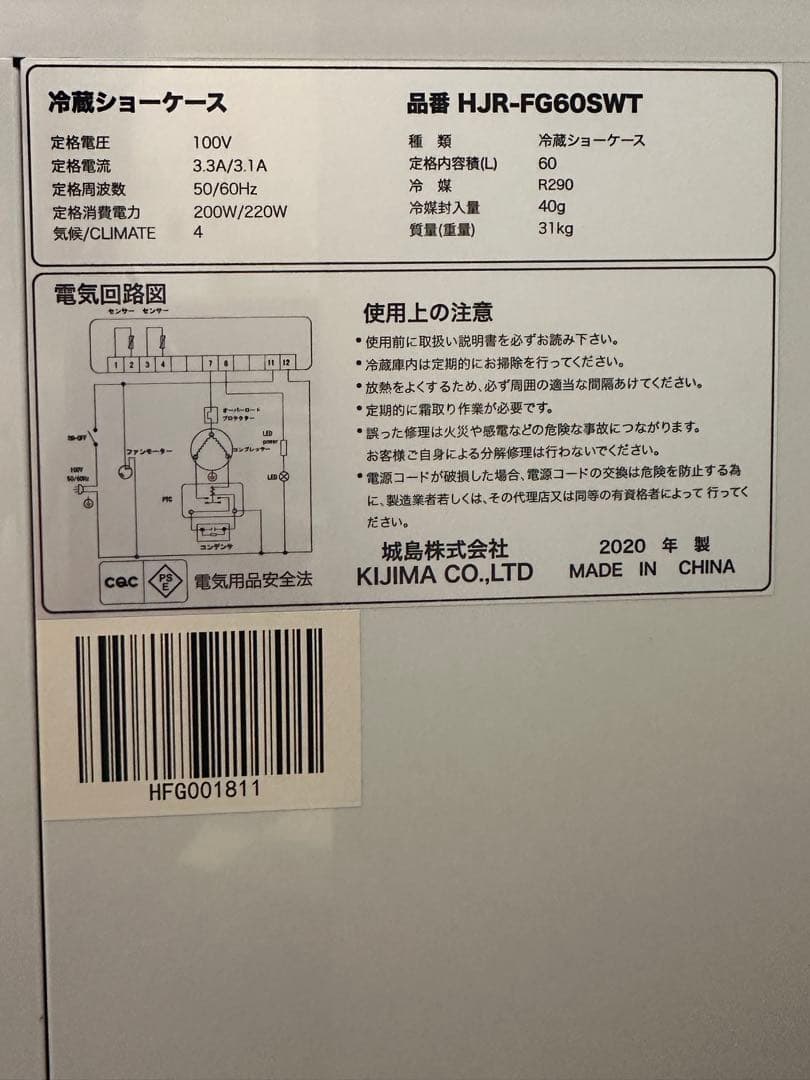 冷蔵ショーケース
定格電圧 100V
定格電流 3.3A/3.1A
定格周波数 50/60Hz
定格消費電力 200W/220W
気候/CLIMATE 4
品番 HJR-FG60SWT
種 類 冷蔵ショーケース
定格内容積(L) 60
冷 媒 R290
冷媒封入量 40g
質量(重量) 31kg
電気回路図
センサー センサー
1 2 3 4 7 8 11 12
オーバーロード
プロテクター
ON-OFF
ファンモーター
コンプレッサー
LED
power
100V
50/60Hz
LED
PTC
コンデンサ
CQC PSE 電気用品安全法
使用上の注意
•使用前に取扱い説明書を必ずお読み下さい。
•冷蔵庫内は定期的にお掃除を行ってください。
•放熱をよくするため、必ず周囲の適当な間隔あけてください。
•定期的に霜取り作業が必要です。
•誤った修理は火災や感電などの危険な事故につながります。
お客様ご自身による分解修理は行わないでください。
•電源コードが破損した場合、電源コードの交換は危険を防止する為
に、製造業者若しくは、その代理店又は同等の有資格者によって 行ってく
ださい。
城島株式会社
KIJIMA CO.,LTD
2020 年 製
MADE IN CHINA
HFG001811